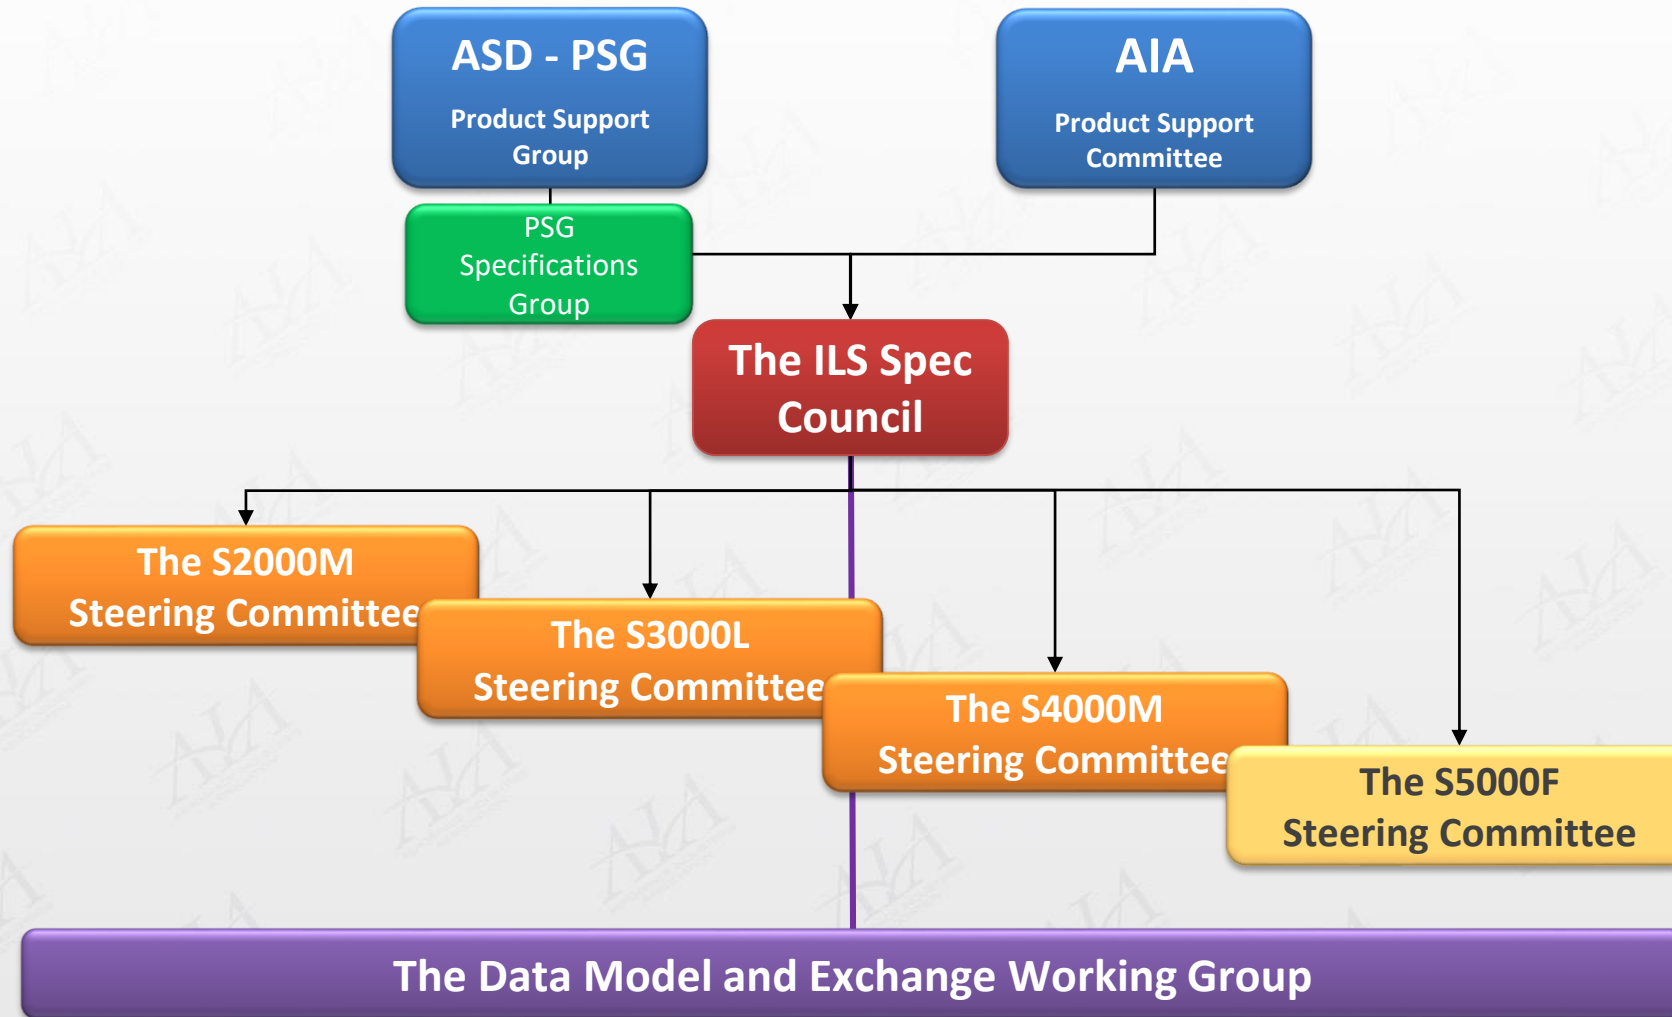 ASD - PSG
Product Support
Group
AIA
Product Support
Committee
PSG
Specifications
Group
The ILS Spec
Council
The S2000M
Steering Committee
The S3000L
Steering Committee
The S4000M
Steering Committee
The S5000F
Steering Committee
The Data Model and Exchange Working Group